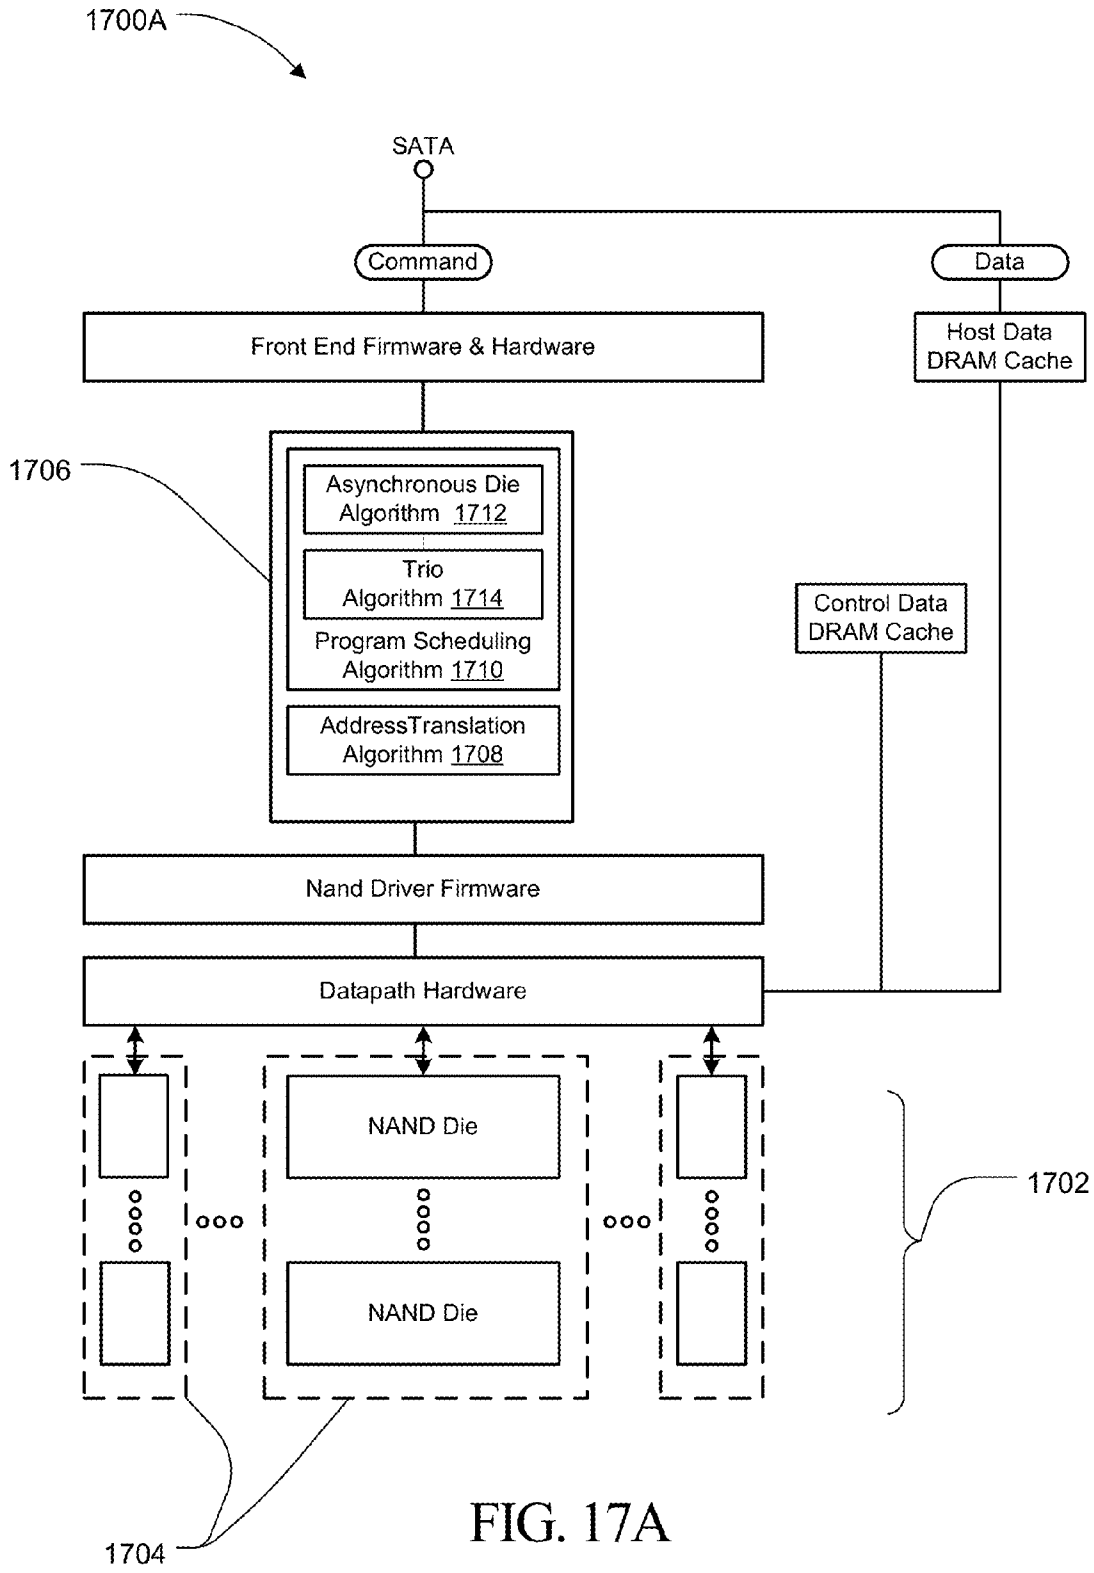 1700A
SATA
Command
Data
Front End Firmware & Hardware
Host Data
DRAM Cache
1706
Asynchronous Die
Algorithm 1712
Trio
Algorithm 1714
Program Scheduling
Algorithm 1710
AddressTranslation
Algorithm 1708
Control Data
DRAM Cache
Nand Driver Firmware
Datapath Hardware
NAND Die
NAND Die
1702
1704
FIG. 17A